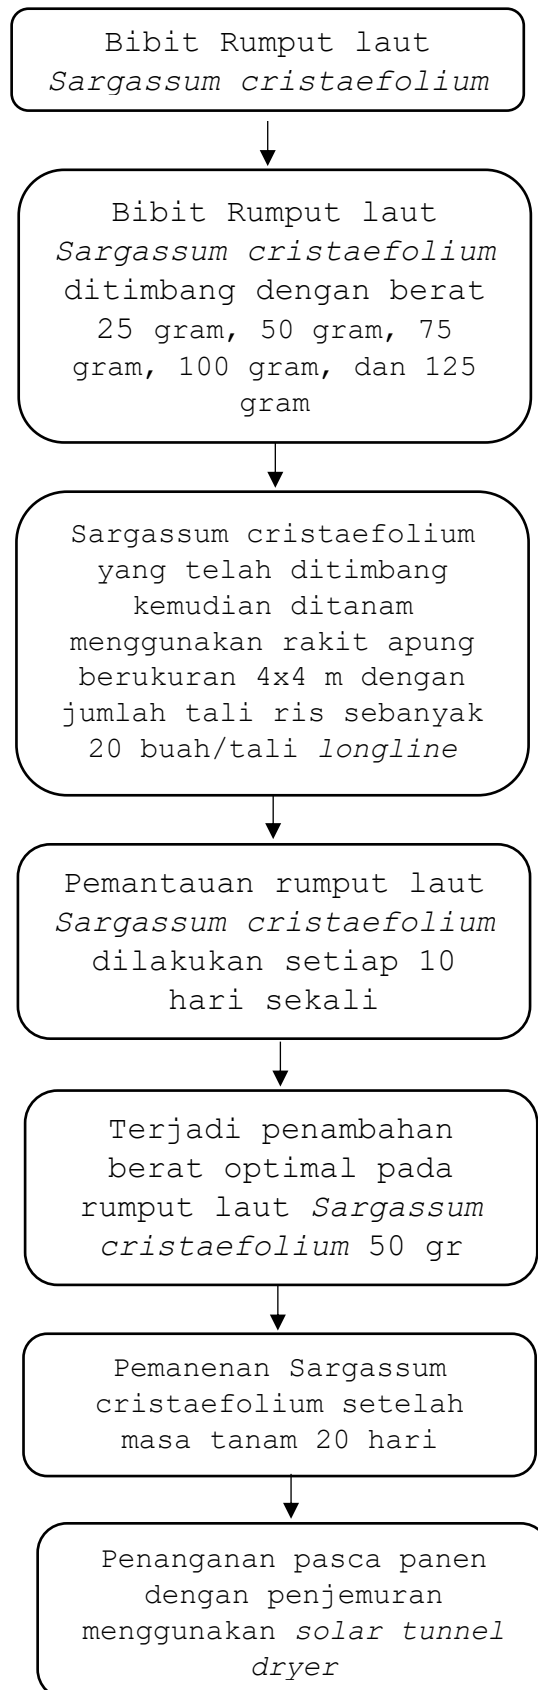 Bibit Rumput laut
Sargassum cristaefolium
Bibit Rumput laut
Sargassum cristaefolium
ditimbang dengan berat
25 gram, 50 gram, 75
gram, 100 gram, dan 125
gram
Sargassum cristaefolium
yang telah ditimbang
kemudian ditanam
menggunakan rakit apung
berukuran 4x4 m dengan
jumlah tali ris sebanyak
20 buah/tali longline
Pemantauan rumput laut
Sargassum cristaefolium
dilakukan setiap 10
hari sekali
Terjadi penambahan
berat optimal pada
rumput laut Sargassum
cristaefolium 50 gr
Pemanenan Sargassum
cristaefolium setelah
masa tanam 20 hari
Penanganan pasca panen
dengan penjemuran
menggunakan solar tunnel
dryer